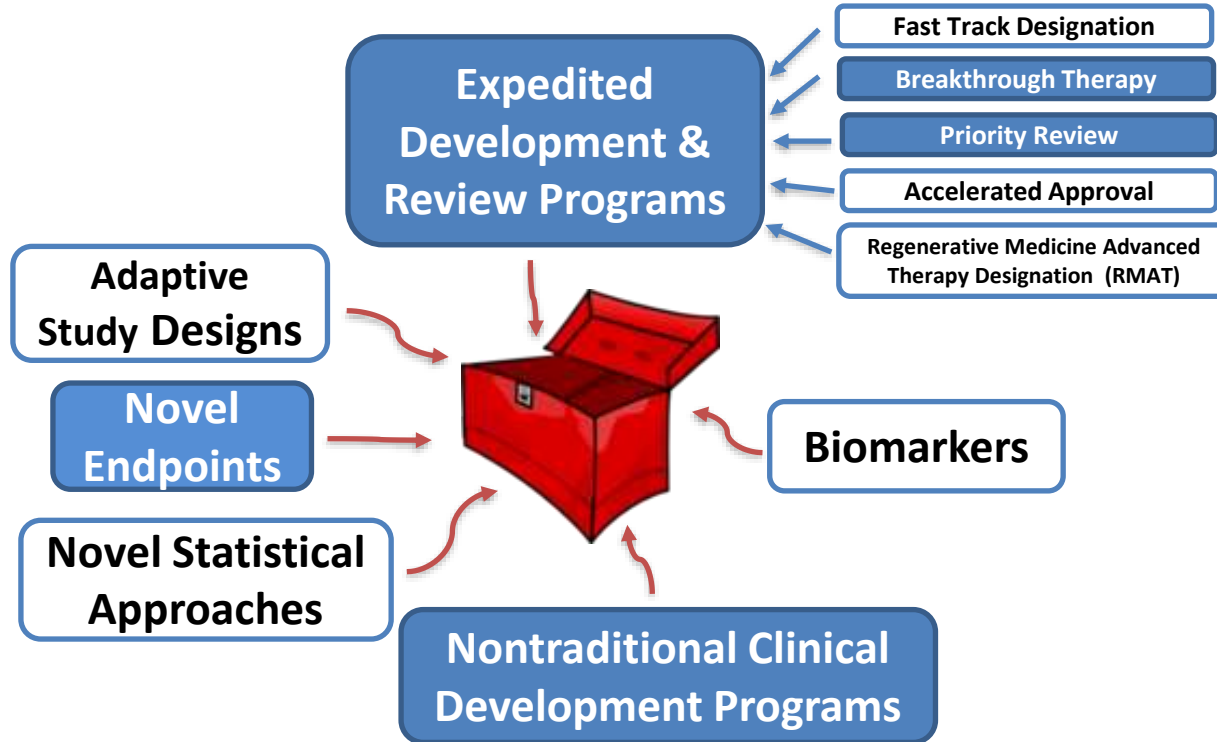 Expedited
Development &
Review Programs
Fast Track Designation
Breakthrough Therapy
Priority Review
Accelerated Approval
Regenerative Medicine Advanced
Therapy Designation (RMAT)
Adaptive
Study Designs
Novel
Endpoints
Novel Statistical
Approaches
Biomarkers
Nontraditional Clinical
Development Programs